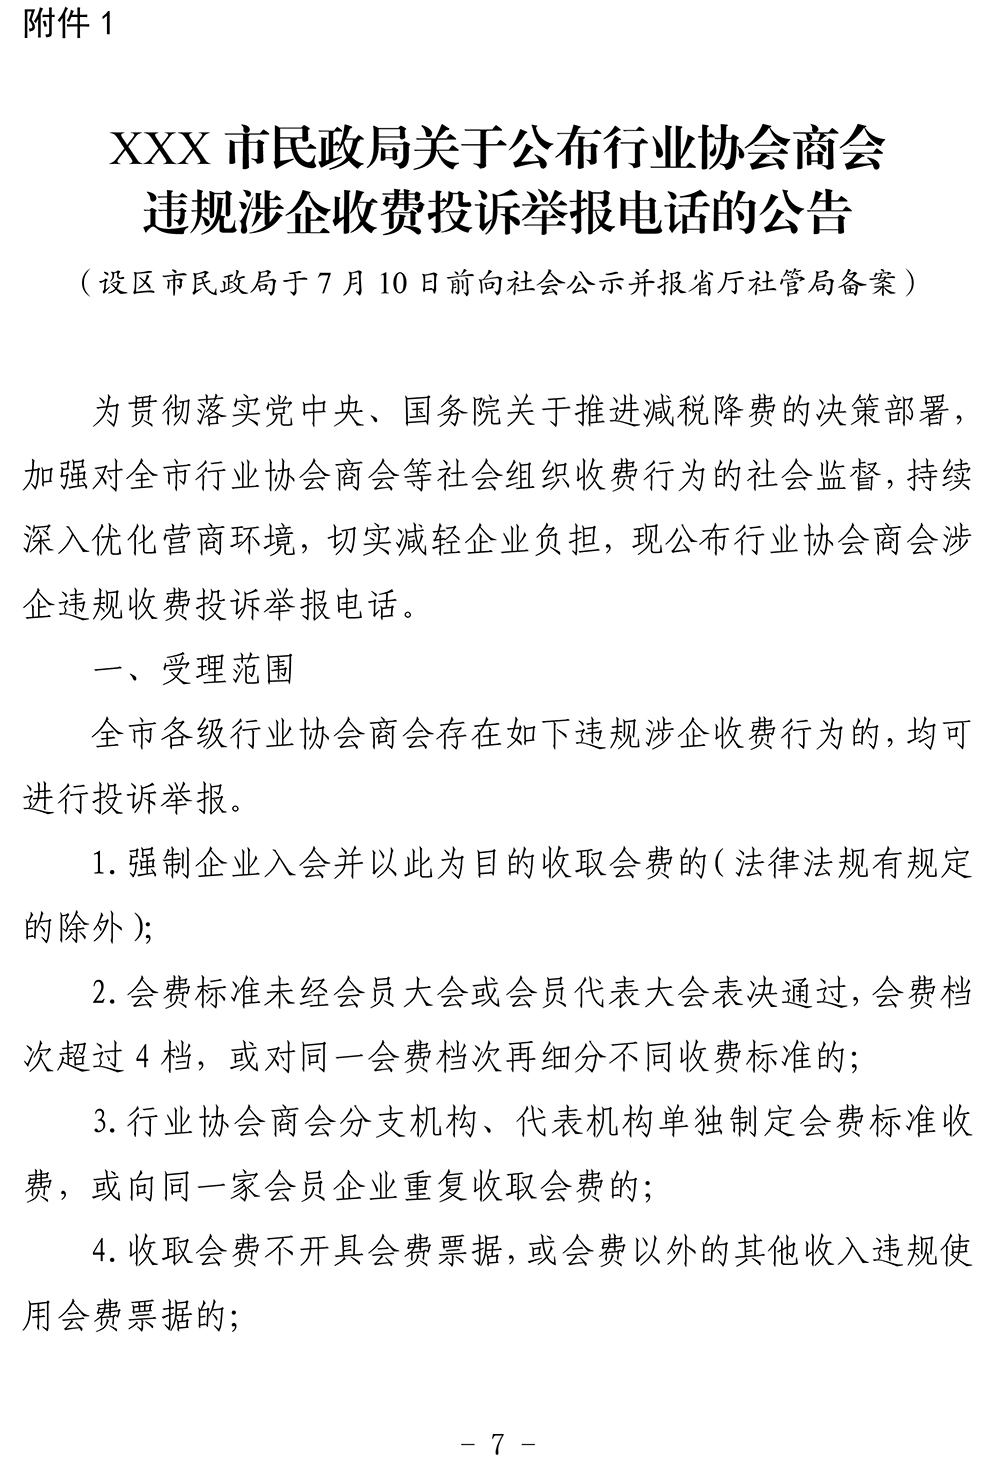 附件 1
XXX 市民政局关于公布行业协会商会
违规涉企收费投诉举报电话的公告
（设区市民政局于 7 月 10 日前向社会公示并报省厅社管局备案）
为贯彻落实党中央、国务院关于推进减税降费的决策部署，
加强对全市行业协会商会等社会组织收费行为的社会监督，持续
深入优化营商环境，切实减轻企业负担，现公布行业协会商会涉
企违规收费投诉举报电话。
一、受理范围
全市各级行业协会商会存在如下违规涉企收费行为的，均可
进行投诉举报。
1. 强制企业入会并以此为目的收取会费的（法律法规有规定
的除外）；
2. 会费标准未经会员大会或会员代表大会表决通过，会费档
次超过 4 档，或对同一会费档次再细分不同收费标准的；
3. 行业协会商会分支机构、代表机构单独制定会费标准收
费，或向同一家会员企业重复收取会费的；
4. 收取会费不开具会费票据，或会费以外的其他收入违规使
用会费票据的；
- 7 -